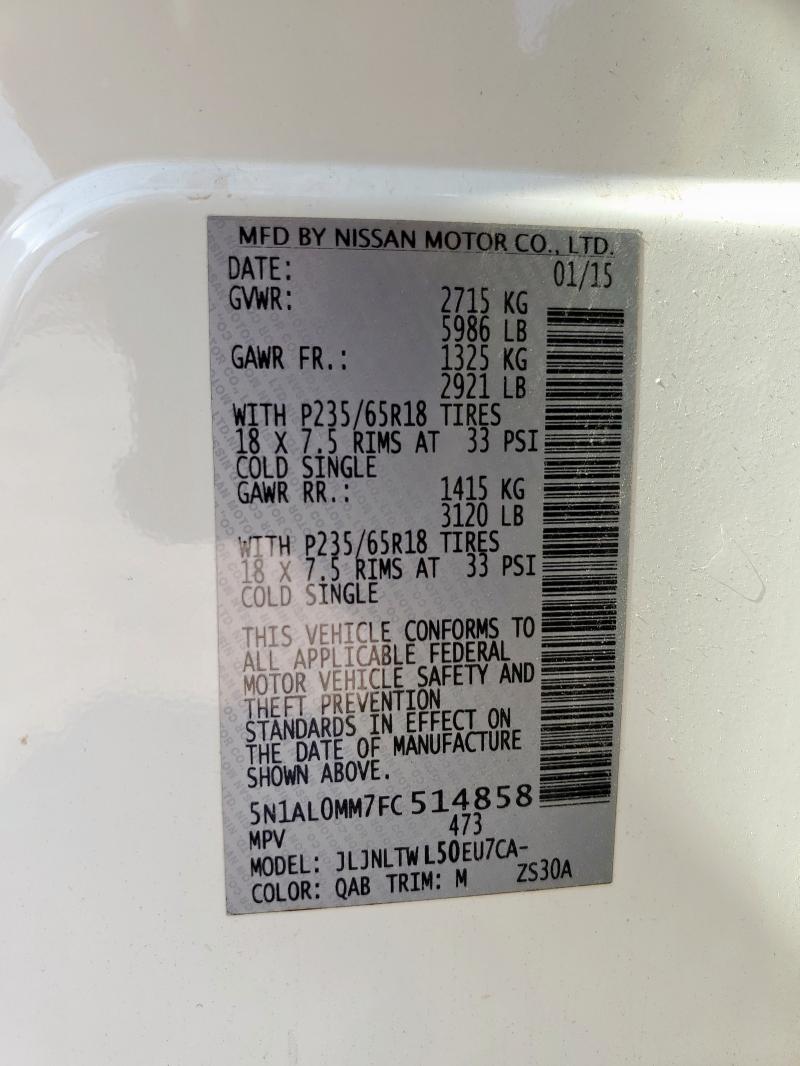 MFD BY NISSAN MOTOR CO., LTD.
DATE: 01/15
GVWR: 2715 KG
5986 LB
GAWR FR.: 1325 KG
2921 LB
WITH P235/65R18 TIRES
18 X 7.5 RIMS AT 33 PSI
COLD SINGLE
GAWR RR.: 1415 KG
3120 LB
WITH P235/65R18 TIRES
18 X 7.5 RIMS AT 33 PSI
COLD SINGLE
THIS VEHICLE CONFORMS TO
ALL APPLICABLE FEDERAL
MOTOR VEHICLE SAFETY AND
THEFT PREVENTION
STANDARDS IN EFFECT ON
THE DATE OF MANUFACTURE
SHOWN ABOVE.
5N1AL0MM7FC 514858
MPV 473
MODEL: JLJNLTWL50EU7CA-
COLOR: QAB TRIM: M ZS30A